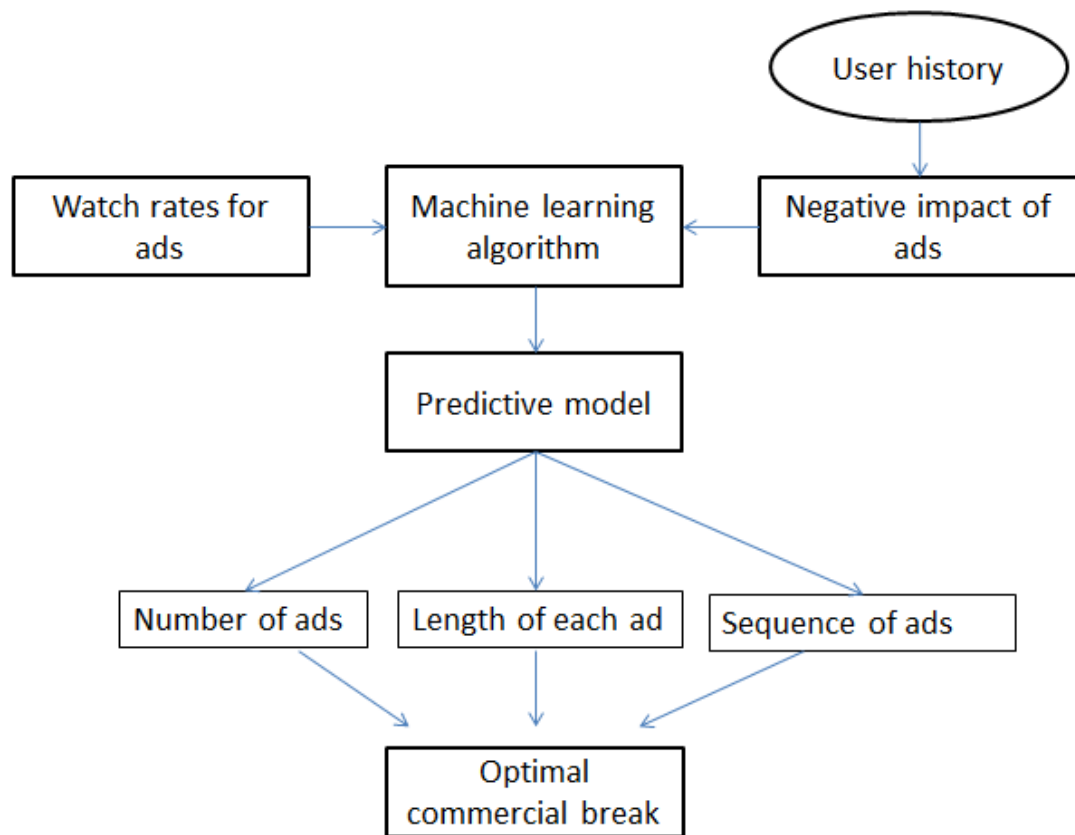 User history
Watch rates for
ads
Machine learning
algorithm
Negative impact of
ads
Predictive model
Number of ads
Length of each ad
Sequence of ads
Optimal
commercial break